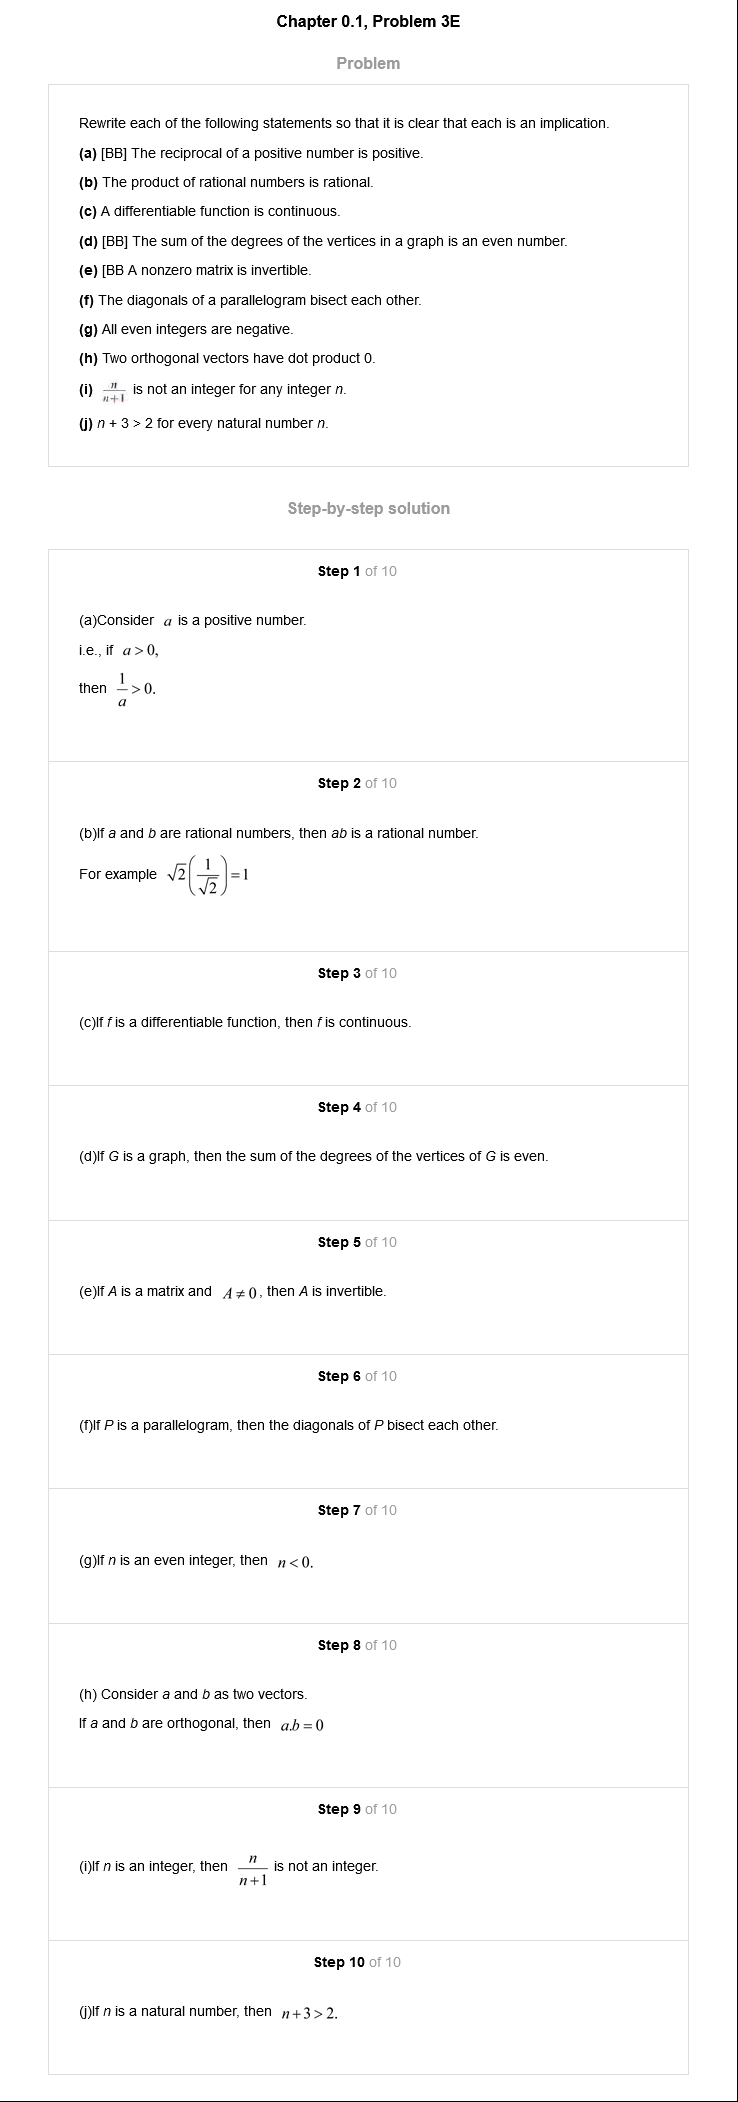 Chapter 0.1, Problem 3E
Problem
Rewrite each of the following statements so that it is clear that each is an implication.
(a) [BB] The reciprocal of a positive number is positive.
(b) The product of rational numbers is rational.
(c) A differentiable function is continuous.
(d) [BB] The sum of the degrees of the vertices in a graph is an even number.
(e) [BB A nonzero matrix is invertible.
(f) The diagonals of a parallelogram bisect each other.
(g) All even integers are negative.
(h) Two orthogonal vectors have dot product 0.
(i) n/(n+1) is not an integer for any integer n.
(j) n + 3 > 2 for every natural number n.
Step-by-step solution
Step 1 of 10
(a)Consider a is a positive number.
i.e., if a > 0,
then 1/a > 0.
Step 2 of 10
(b)If a and b are rational numbers, then ab is a rational number.
For example √2(1/√2) = 1
Step 3 of 10
(c)If f is a differentiable function, then f is continuous.
Step 4 of 10
(d)If G is a graph, then the sum of the degrees of the vertices of G is even.
Step 5 of 10
(e)If A is a matrix and A ≠ 0, then A is invertible.
Step 6 of 10
(f)If P is a parallelogram, then the diagonals of P bisect each other.
Step 7 of 10
(g)If n is an even integer, then n < 0.
Step 8 of 10
(h) Consider a and b as two vectors.
If a and b are orthogonal, then a.b = 0
Step 9 of 10
(i)If n is an integer, then n/(n+1) is not an integer.
Step 10 of 10
(j)If n is a natural number, then n+3 > 2.